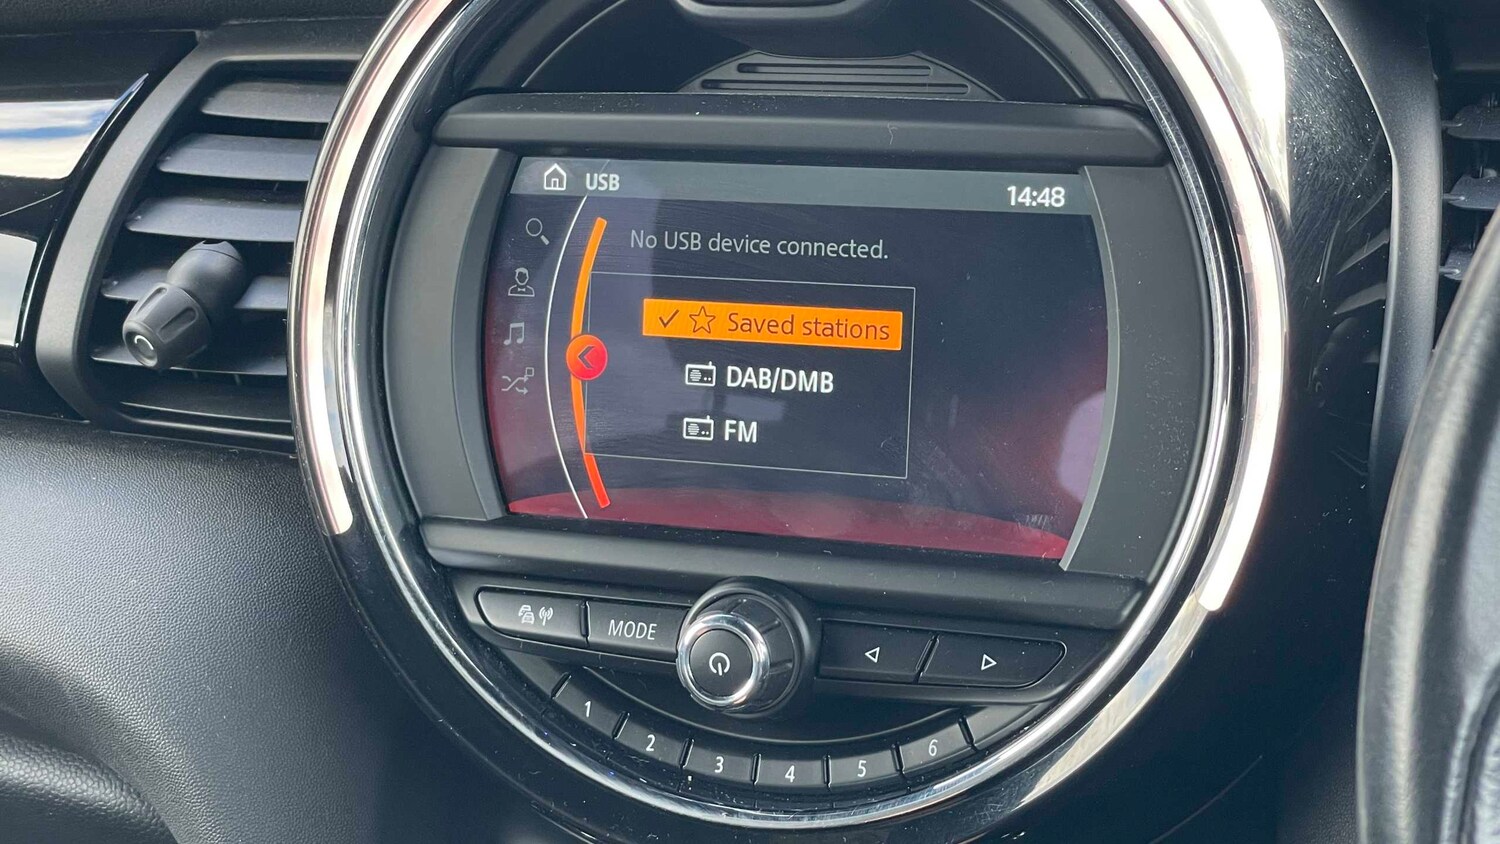 USB
14:48
No USB device connected.
Saved stations
DAB/DMB
FM
MODE
1
2
3
4
5
6